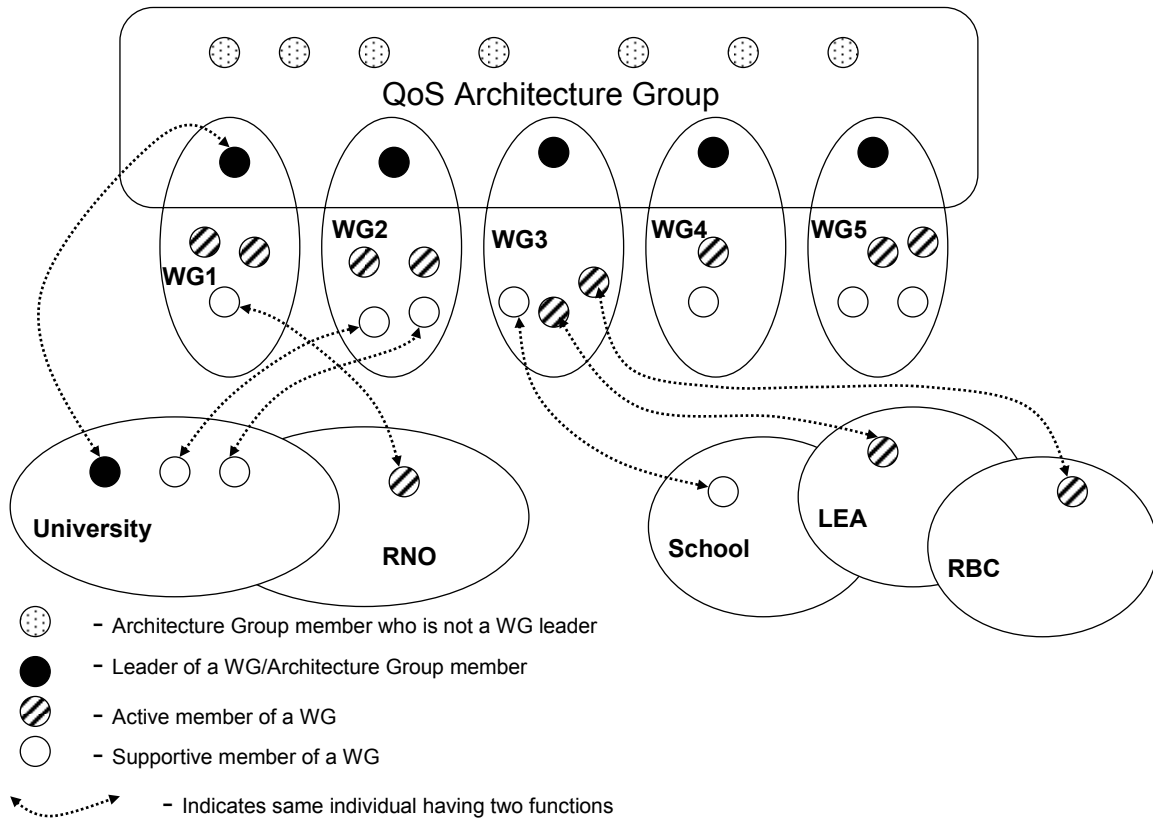 QoS Architecture Group
WG1
WG2
WG3
WG4
WG5
University
RNO
School
LEA
RBC
- Architecture Group member who is not a WG leader
- Leader of a WG/Architecture Group member
- Active member of a WG
- Supportive member of a WG
- Indicates same individual having two functions